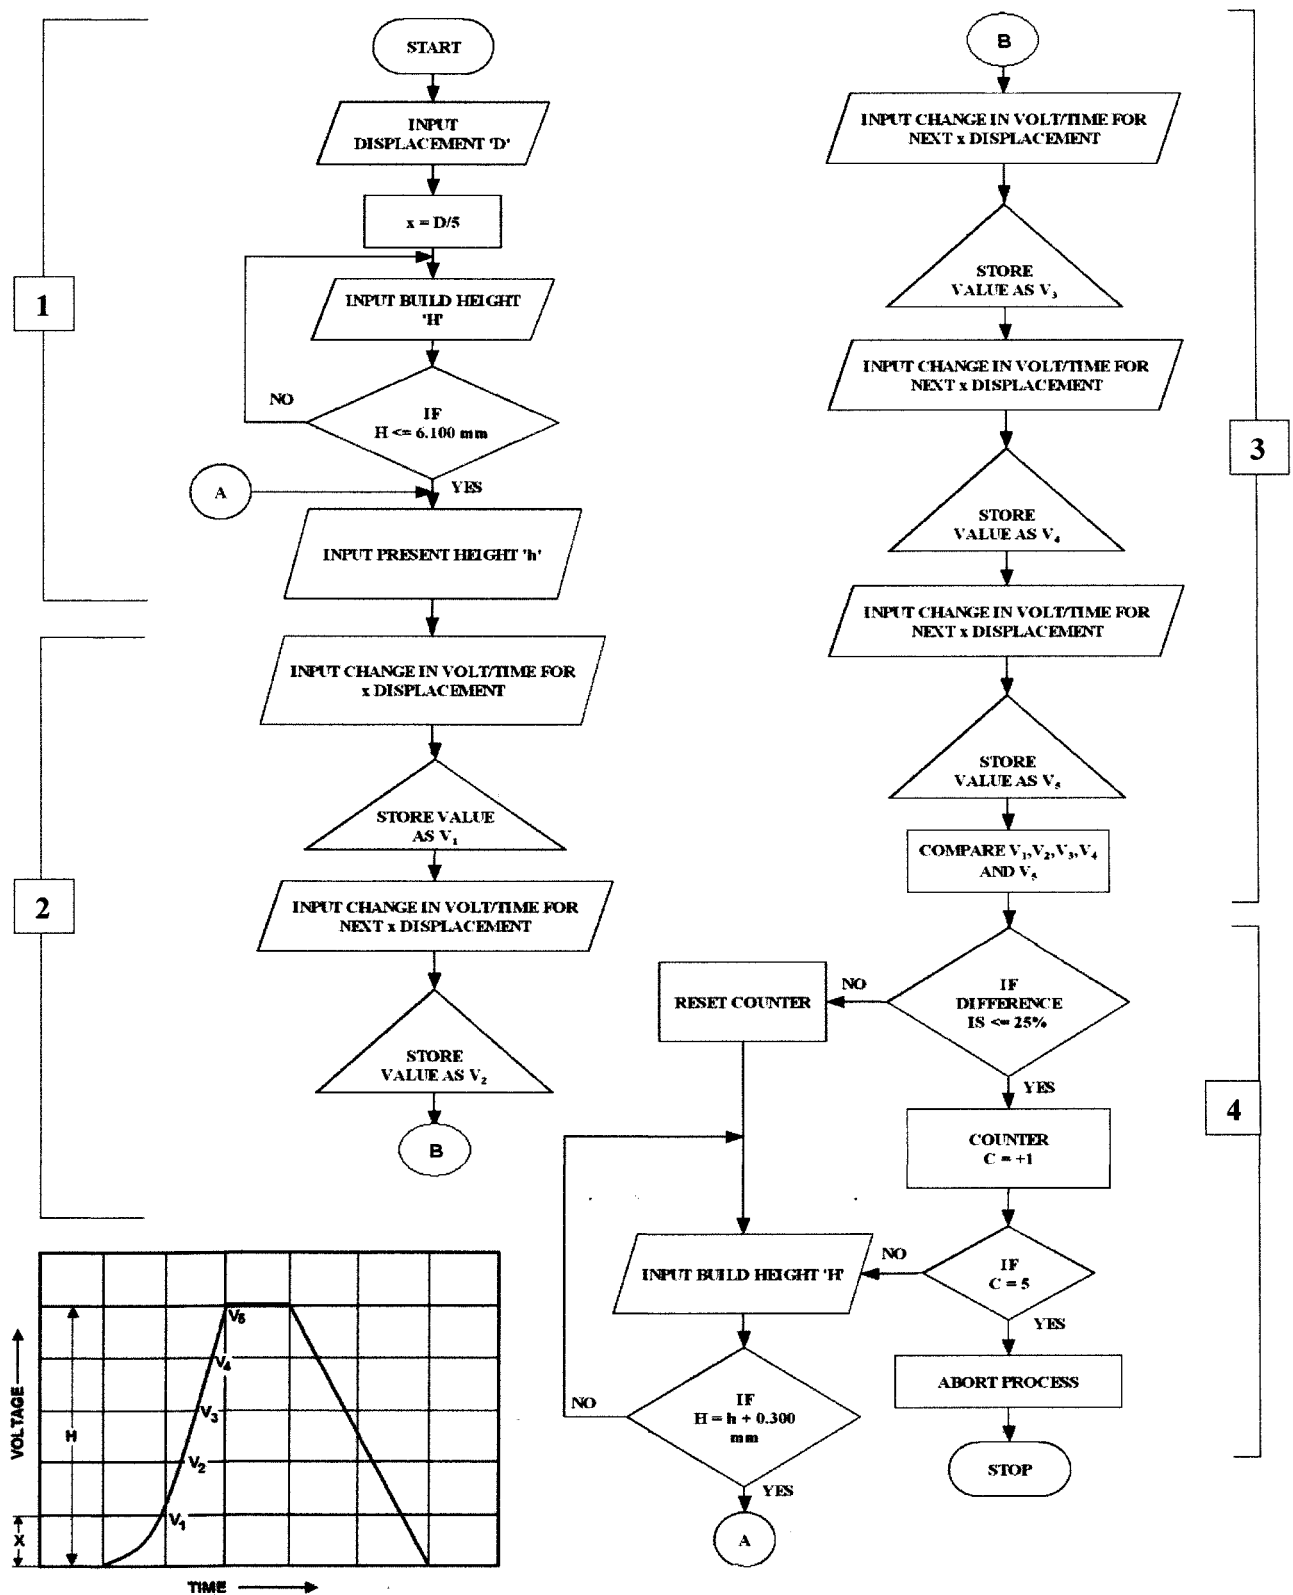 1
START
INPUT
DISPLACEMENT 'D'
x = D/5
INPUT BUILD HEIGHT
'H'
NO
IF
H <= 6.100 mm
A
YES
INPUT PRESENT HEIGHT 'h'
2
INPUT CHANGE IN VOLT/TIME FOR
x DISPLACEMENT
STORE VALUE
AS V₁
INPUT CHANGE IN VOLT/TIME FOR
NEXT x DISPLACEMENT
STORE
VALUE AS V₂
B
3
B
INPUT CHANGE IN VOLT/TIME FOR
NEXT x DISPLACEMENT
STORE
VALUE AS V₃
INPUT CHANGE IN VOLT/TIME FOR
NEXT x DISPLACEMENT
STORE
VALUE AS V₄
INPUT CHANGE IN VOLT/TIME FOR
NEXT x DISPLACEMENT
STORE
VALUE AS V₅
COMPARE V₁,V₂,V₃,V₄
AND V₅
4
IF
DIFFERENCE
IS <= 25%
NO
RESET COUNTER
YES
COUNTER
C = +1
IF
C = 5
NO
INPUT BUILD HEIGHT 'H'
YES
ABORT PROCESS
STOP
IF
H = h + 0.300
mm
NO
YES
A
VOLTAGE
H
X
V₅
V₄
V₃
V₂
V₁
TIME